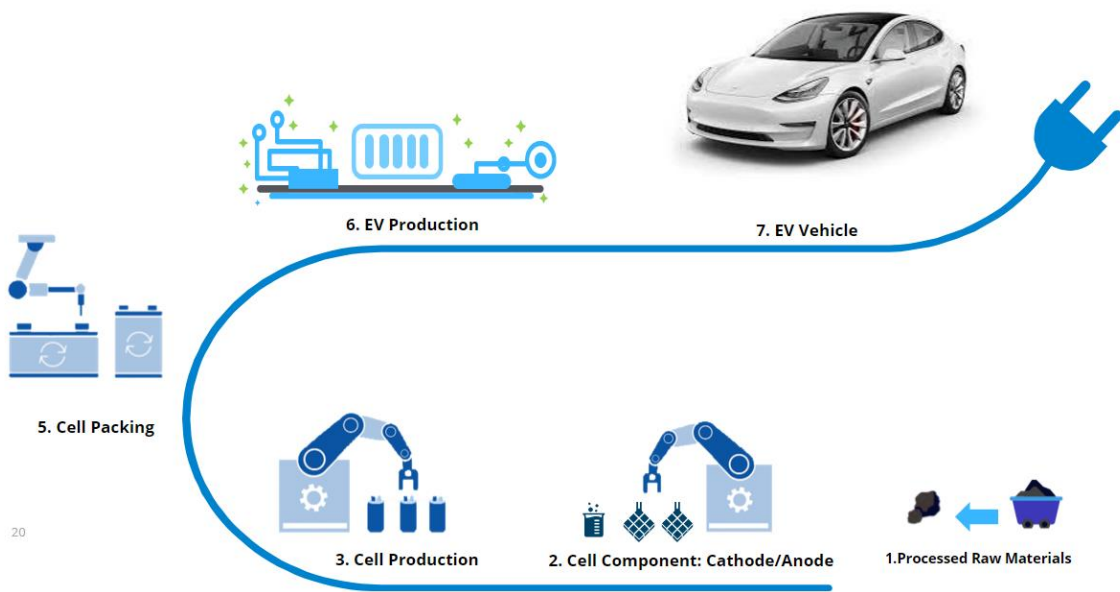 6. EV Production
7. EV Vehicle
5. Cell Packing
3. Cell Production
2. Cell Component: Cathode/Anode
1.Processed Raw Materials
20